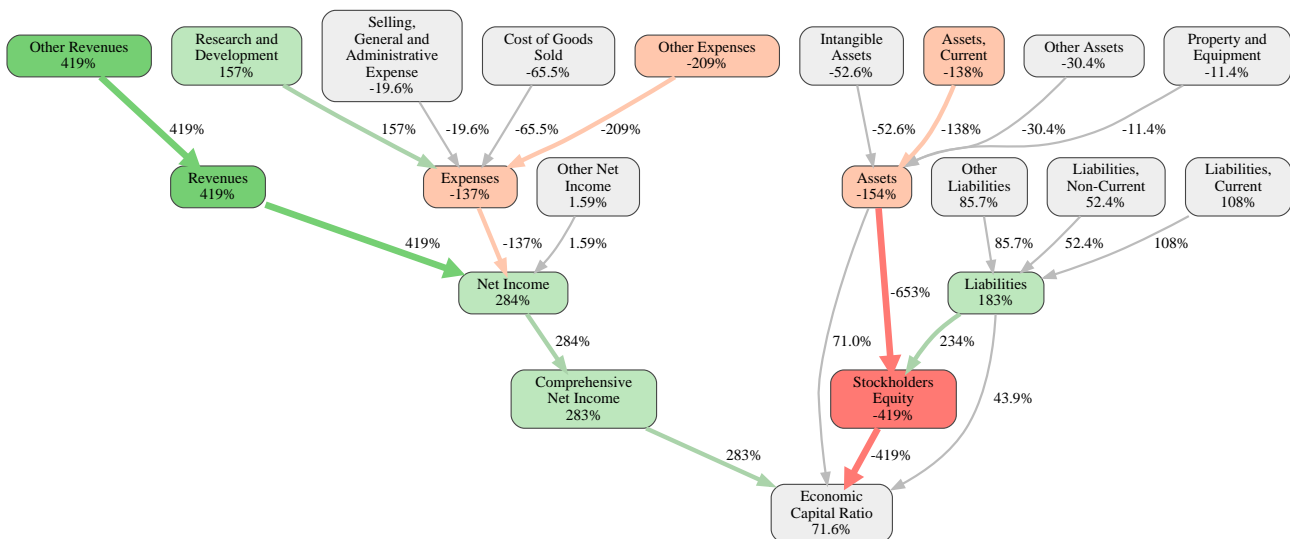 Other Revenues
419%
Research and
Development
157%
Selling,
General and
Administrative
Expense
-19.6%
Cost of Goods
Sold
-65.5%
Other Expenses
-209%
Intangible
Assets
-52.6%
Assets,
Current
-138%
Other Assets
-30.4%
Property and
Equipment
-11.4%
419%
157%
-19.6%
-65.5%
-209%
-52.6%
-138%
-30.4%
-11.4%
Revenues
419%
Expenses
-137%
Other Net
Income
1.59%
Assets
-154%
Other
Liabilities
85.7%
Liabilities,
Non-Current
52.4%
Liabilities,
Current
108%
419%
-137%
1.59%
85.7%
52.4%
108%
Net Income
284%
-653%
Liabilities
183%
284%
71.0%
234%
Comprehensive
Net Income
283%
Stockholders
Equity
-419%
43.9%
283%
-419%
Economic
Capital Ratio
71.6%